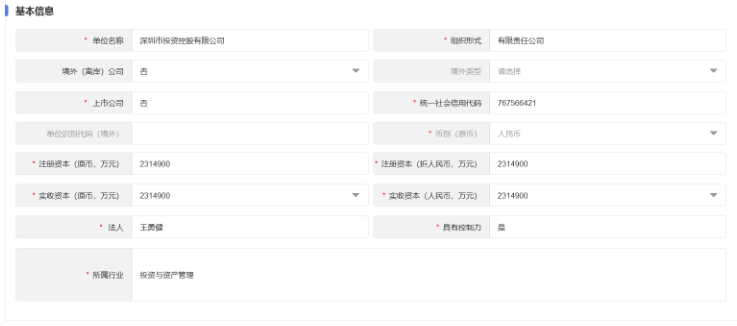 基本信息
* 单位名称 深圳市投资控股有限公司 * 组织形式 有限责任公司
境外（离岸）公司 否 境外类型 请选择
* 上市公司 否 * 统一社会信用代码 767566421
单位识别代码（境外） * 币别（原币） 人民币
* 注册资本（原币，万元） 2314900 * 注册资本（折人民币，万元） 2314900
* 实收资本（原币，万元） 2314900 * 实收资本（人民币，万元） 2314900
* 法人 王勇健 * 具有控制力 是
* 所属行业 投资与资产管理